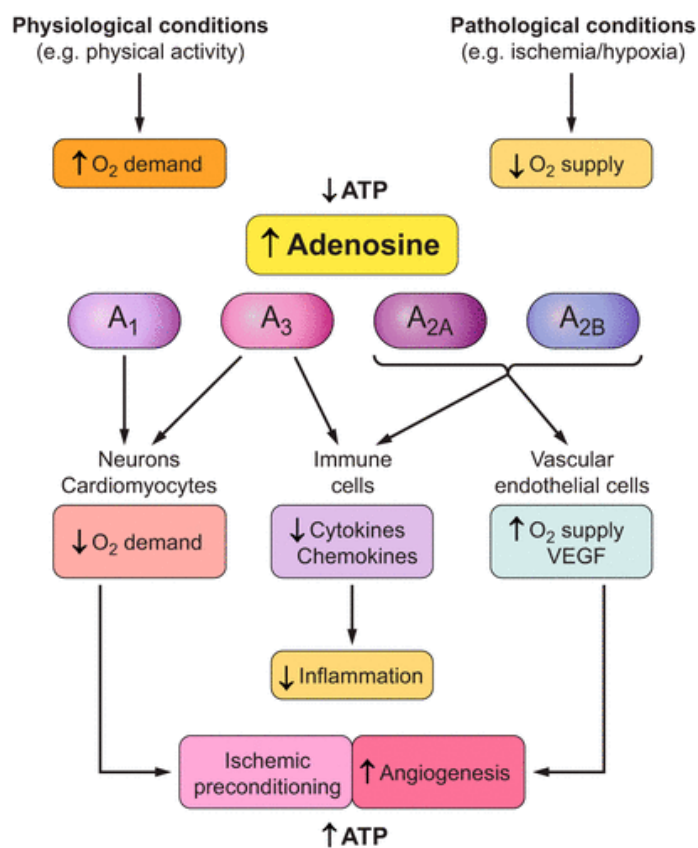 Physiological conditions
(e.g. physical activity)
Pathological conditions
(e.g. ischemia/hypoxia)
↑ O₂ demand
↓ O₂ supply
↓ ATP
↑ Adenosine
A₁
A₃
A₂A
A₂B
Neurons
Cardiomyocytes
Immune
cells
Vascular
endothelial cells
↓ O₂ demand
↓ Cytokines
Chemokines
↑ O₂ supply
VEGF
↓ Inflammation
Ischemic
preconditioning
↑ Angiogenesis
↑ ATP